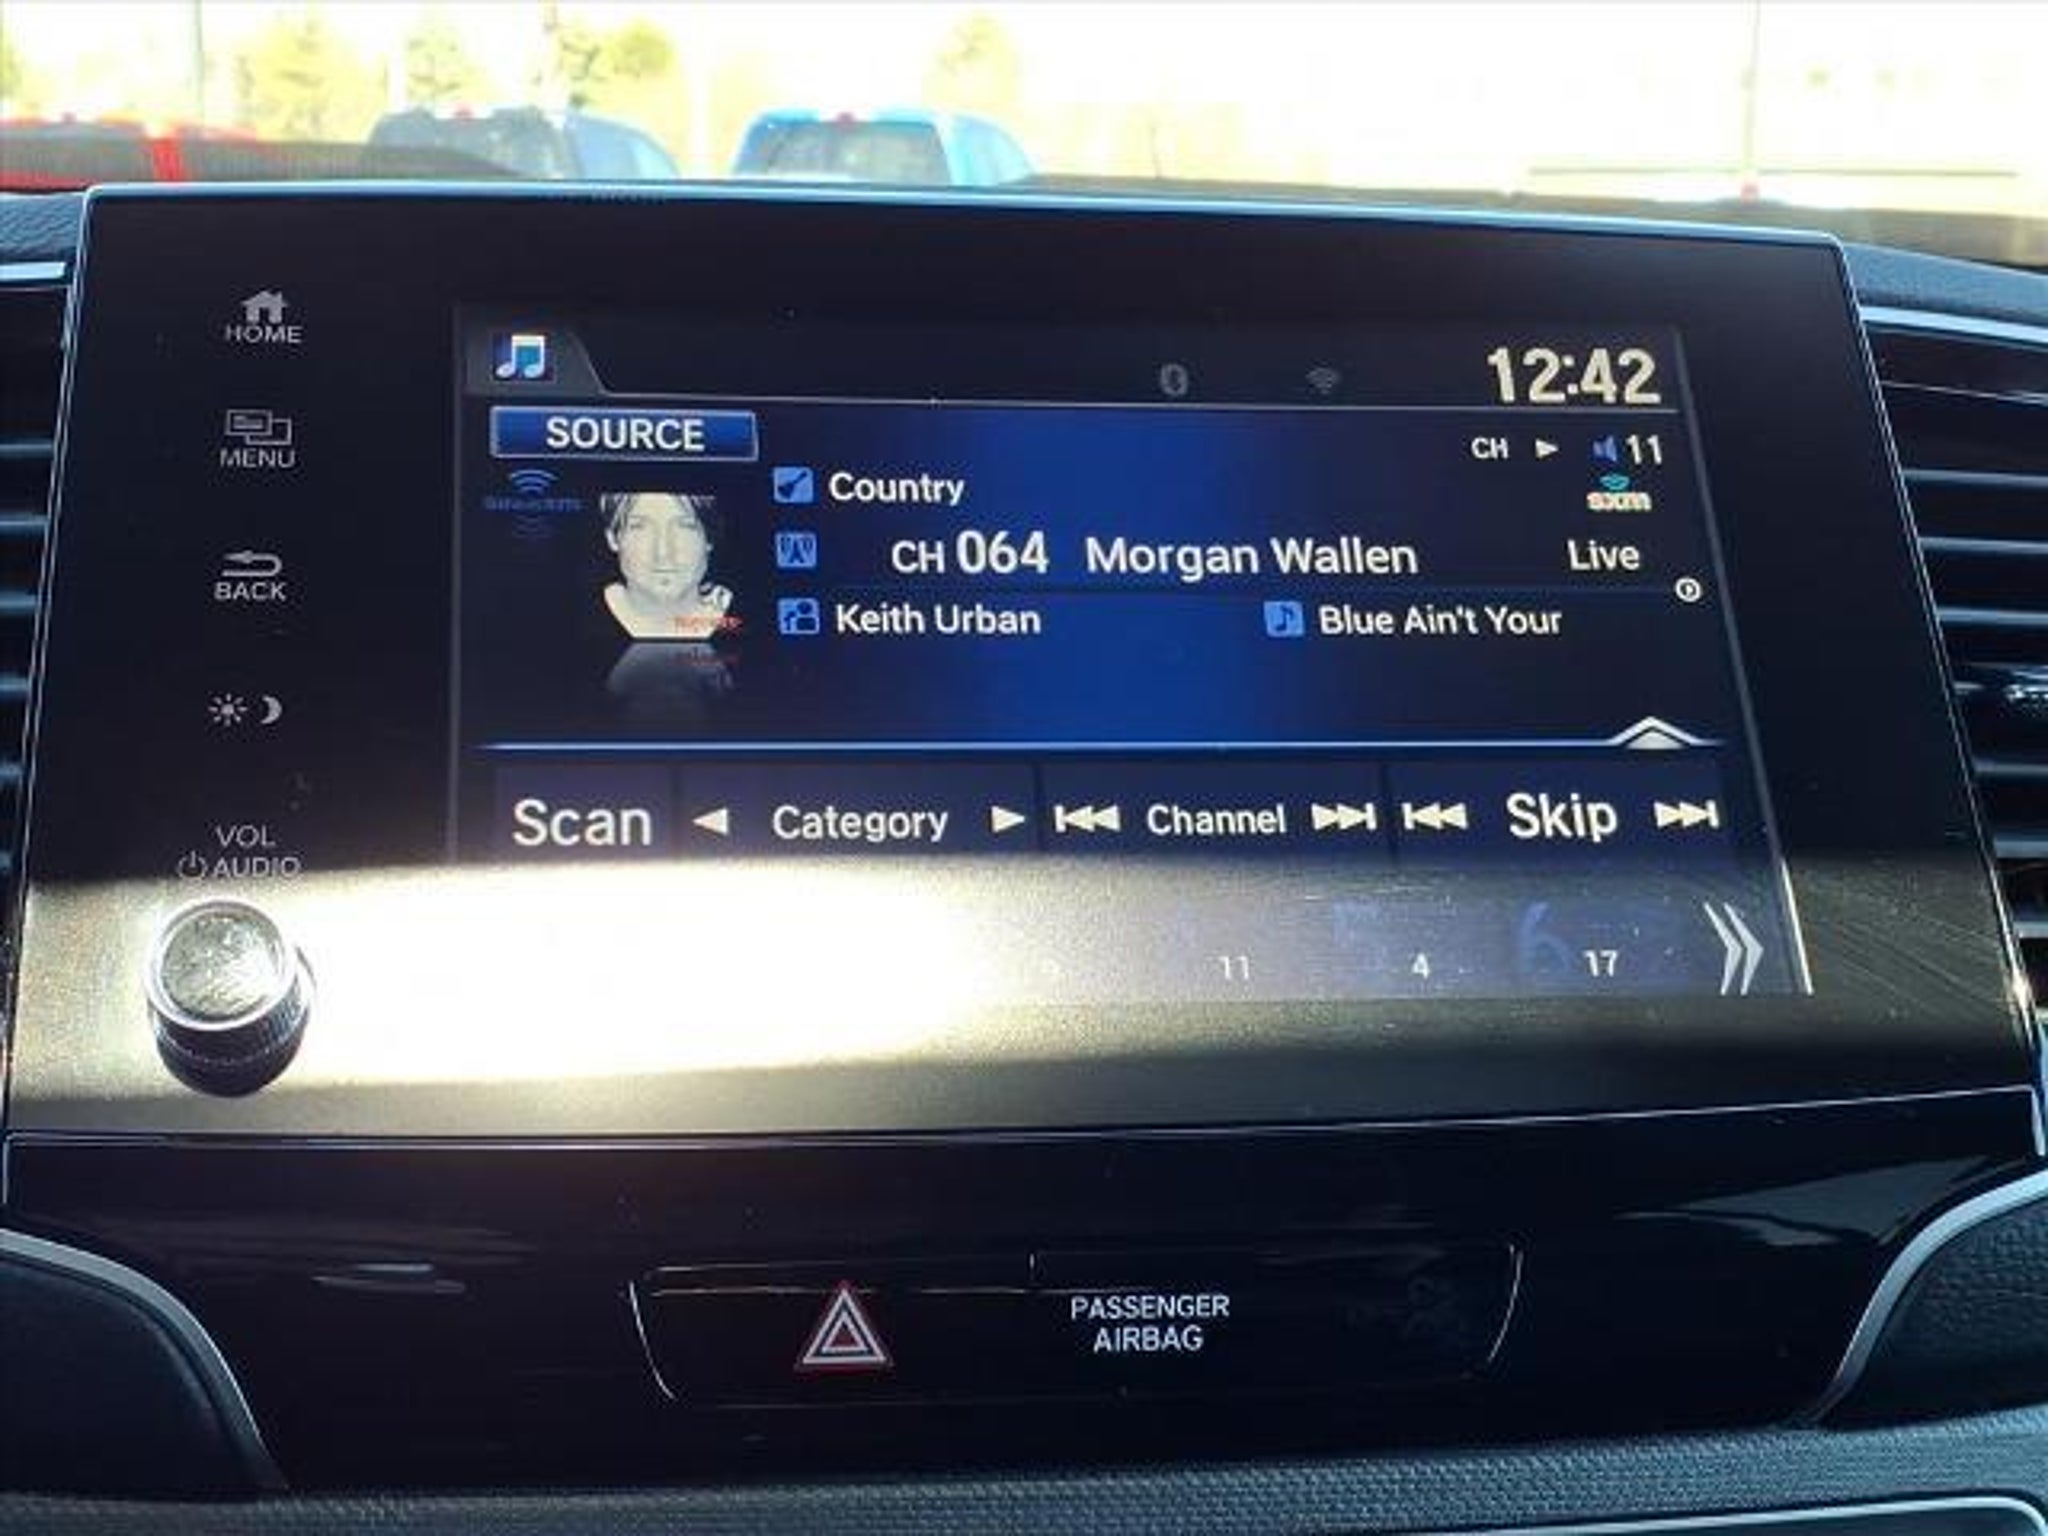 HOME
MENU
BACK
VOL
AUDIO
12:42
SOURCE
CH 11
sxm
Country
CH 064 Morgan Wallen Live
Keith Urban Blue Ain't Your
Scan Category Channel Skip
11 4 17
PASSENGER
AIRBAG